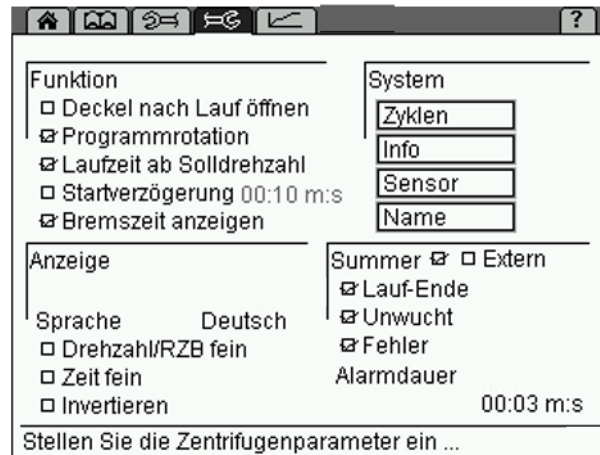 ?
Funktion
Deckel nach Lauf öffnen
Programmrotation
Laufzeit ab Solldrehzahl
Startverzögerung 00:10 m:s
Bremszeit anzeigen
System
Zyklen
Info
Sensor
Name
Anzeige
Sprache Deutsch
Drehzahl/RZB fein
Zeit fein
Invertieren
Summer Extern
Lauf-Ende
Unwucht
Fehler
Alarmdauer
00:03 m:s
Stellen Sie die Zentrifugenparameter ein ...